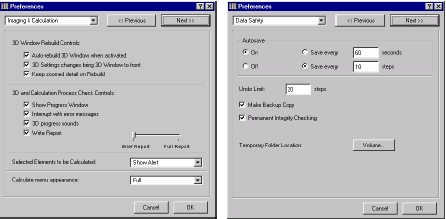 Preferences
Imaging & Calculation
<< Previous
Next >>
3D Window Rebuild Controls:
Auto-rebuild 3D Window when activated
3D Settings changes bring 3D Window to front
Keep zoomed detail on Rebuild
3D and Calculation Process Check Controls:
Show Progress Window
Interrupt with error messages
3D progress sounds
Write Report
Brief Report Full Report
Selected Elements to be Calculated: Show Alert
Calculate menu appearance: Full
Cancel OK
Preferences
Data Safety
<< Previous
Next >>
Autosave
On Save every 60 seconds
Off Save every 10 steps
Undo Limit: 20 steps
Make Backup Copy
Permanent Integrity Checking
Temporary Folder Location: Volume...
Cancel OK